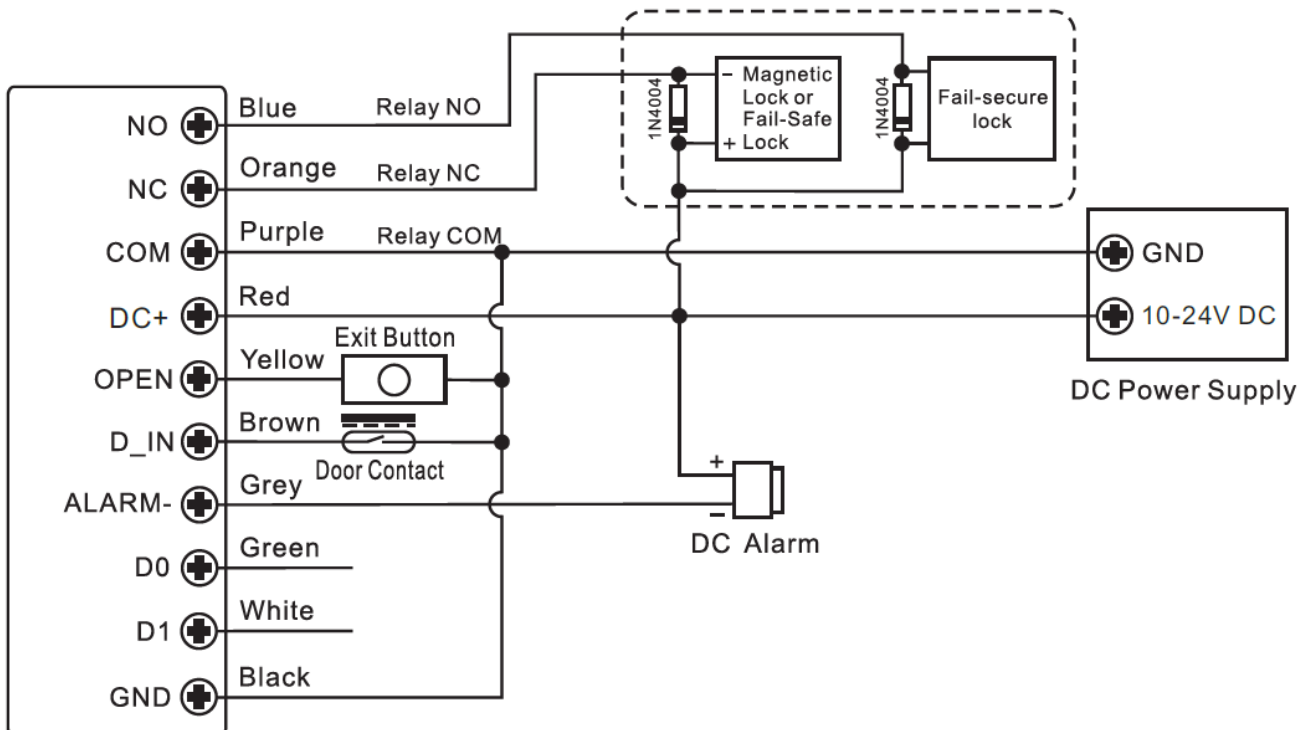 NO
Blue
Relay NO
NC
Orange
Relay NC
COM
Purple
Relay COM
DC+
Red
OPEN
Yellow
Exit Button
D_IN
Brown
Door Contact
ALARM-
Grey
D0
Green
D1
White
GND
Black
1N4004
- Magnetic
Lock or
Fail-Safe
+ Lock
1N4004
Fail-secure
lock
GND
10-24V DC
DC Power Supply
+
–
DC Alarm